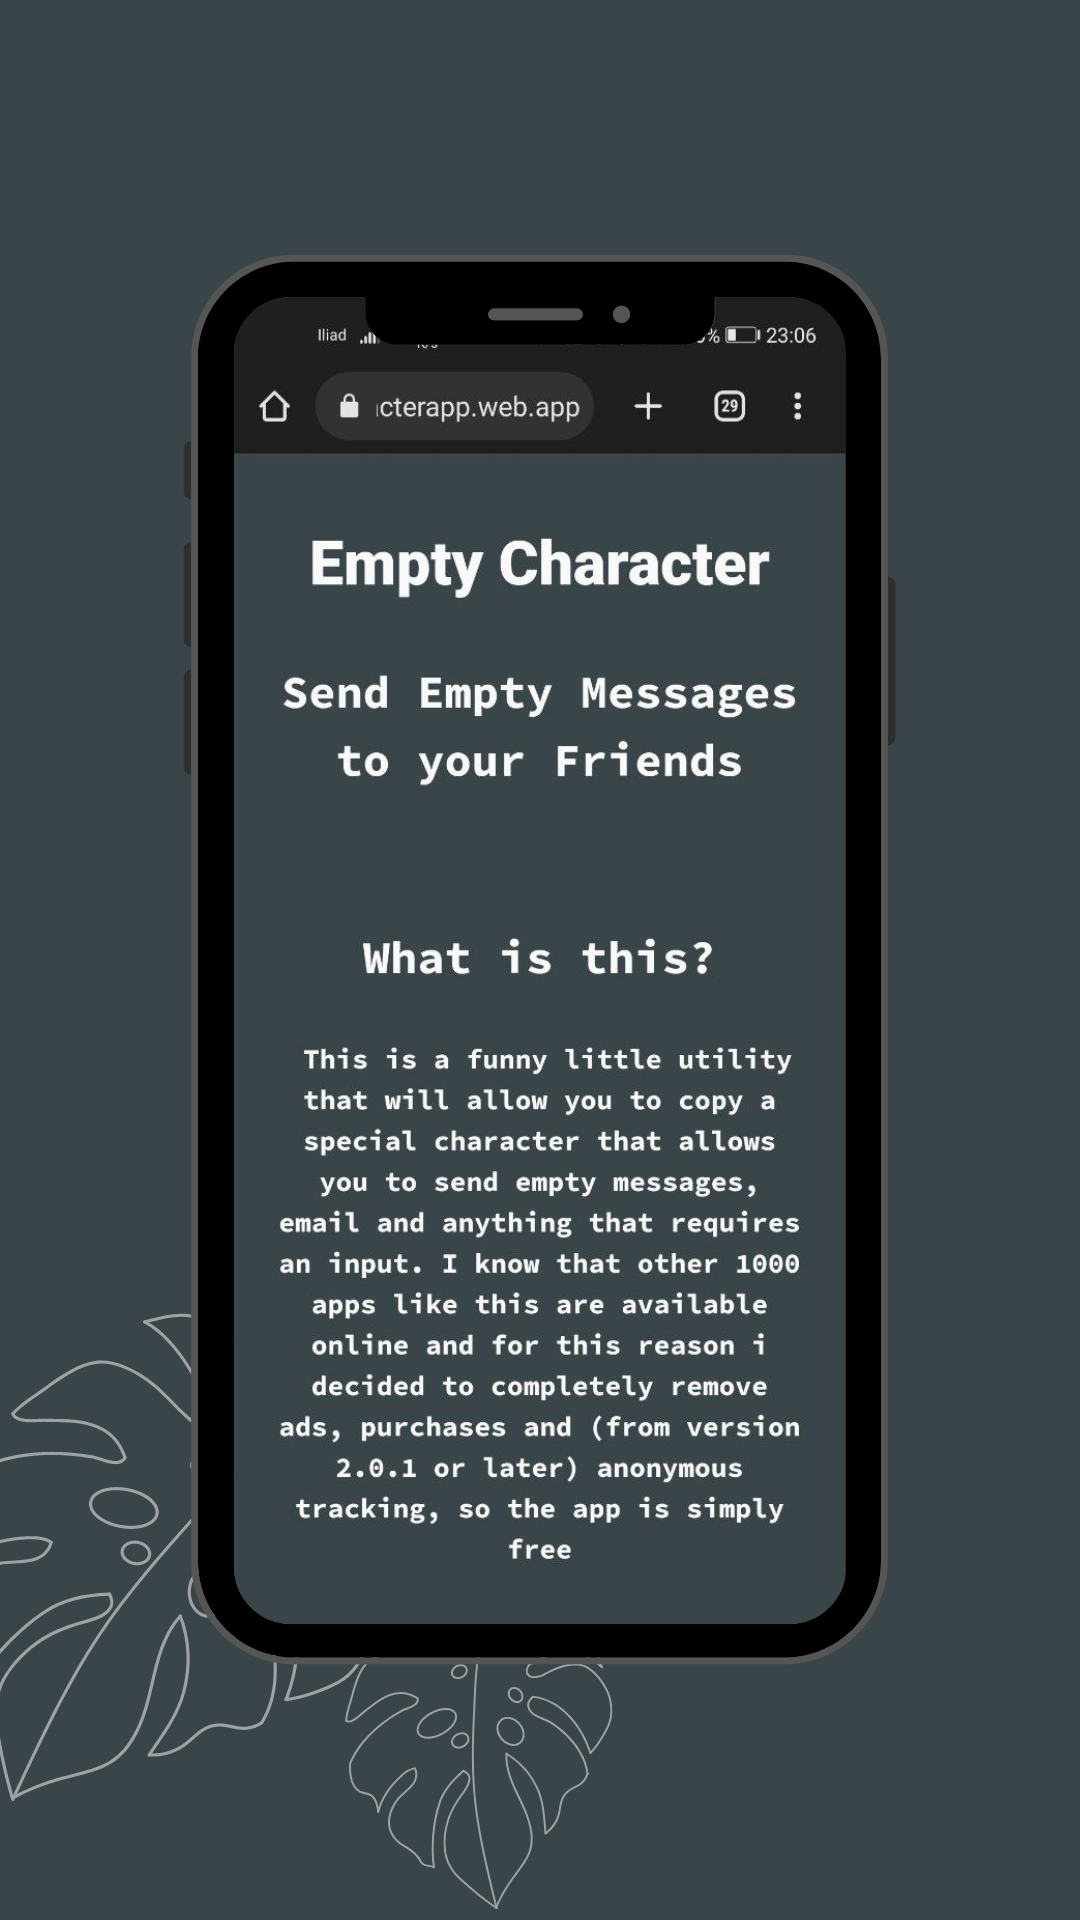 Iliad
23:06
cterapp.web.app
29
Empty Character
Send Empty Messages
to your Friends
What is this?
This is a funny little utility
that will allow you to copy a
special character that allows
you to send empty messages,
email and anything that requires
an input. I know that other 1000
apps like this are available
online and for this reason i
decided to completely remove
ads, purchases and (from version
2.0.1 or later) anonymous
tracking, so the app is simply
free